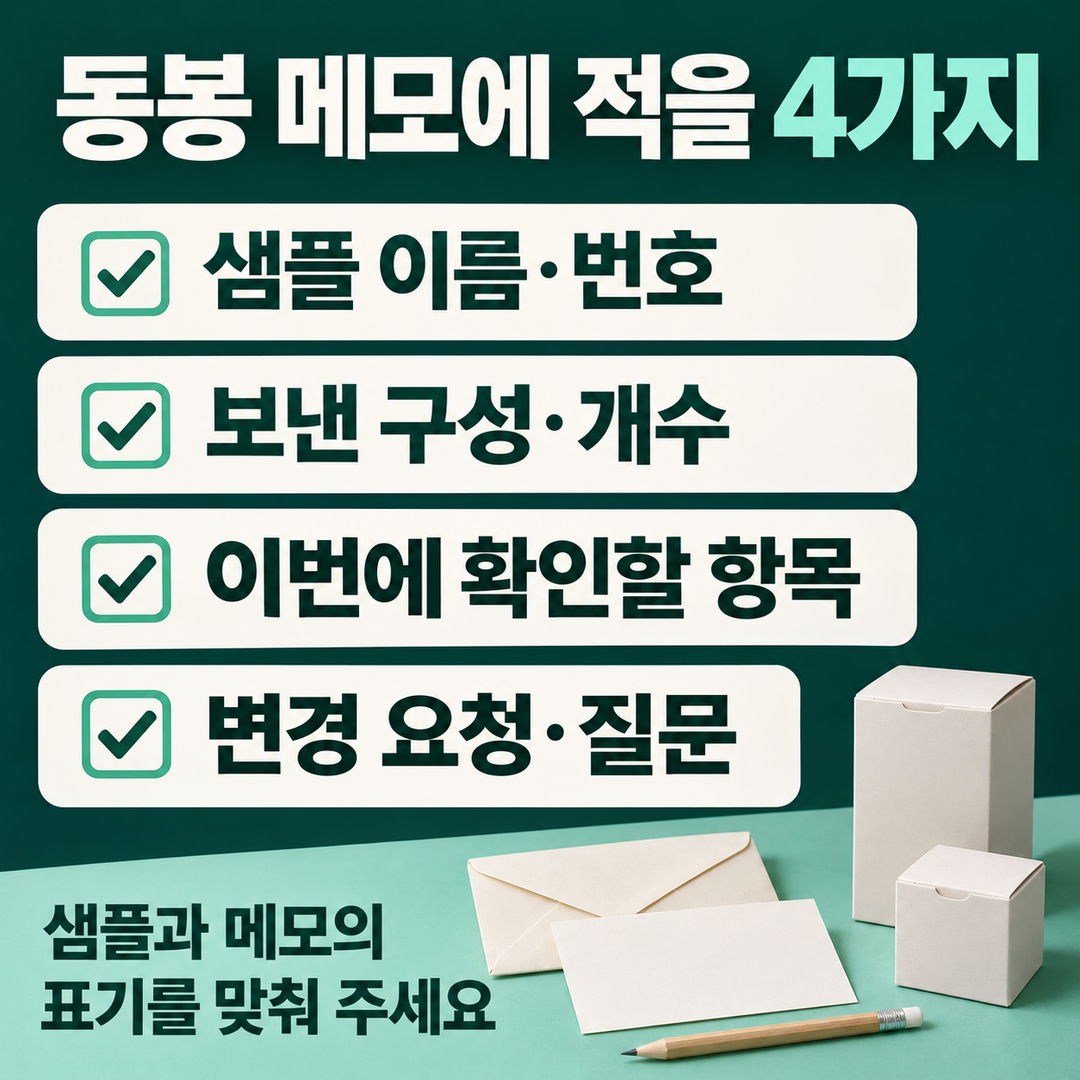 동봉 메모에 적을 4가지
샘플 이름·번호
보낸 구성·개수
이번에 확인할 항목
변경 요청·질문
샘플과 메모의
표기를 맞춰 주세요